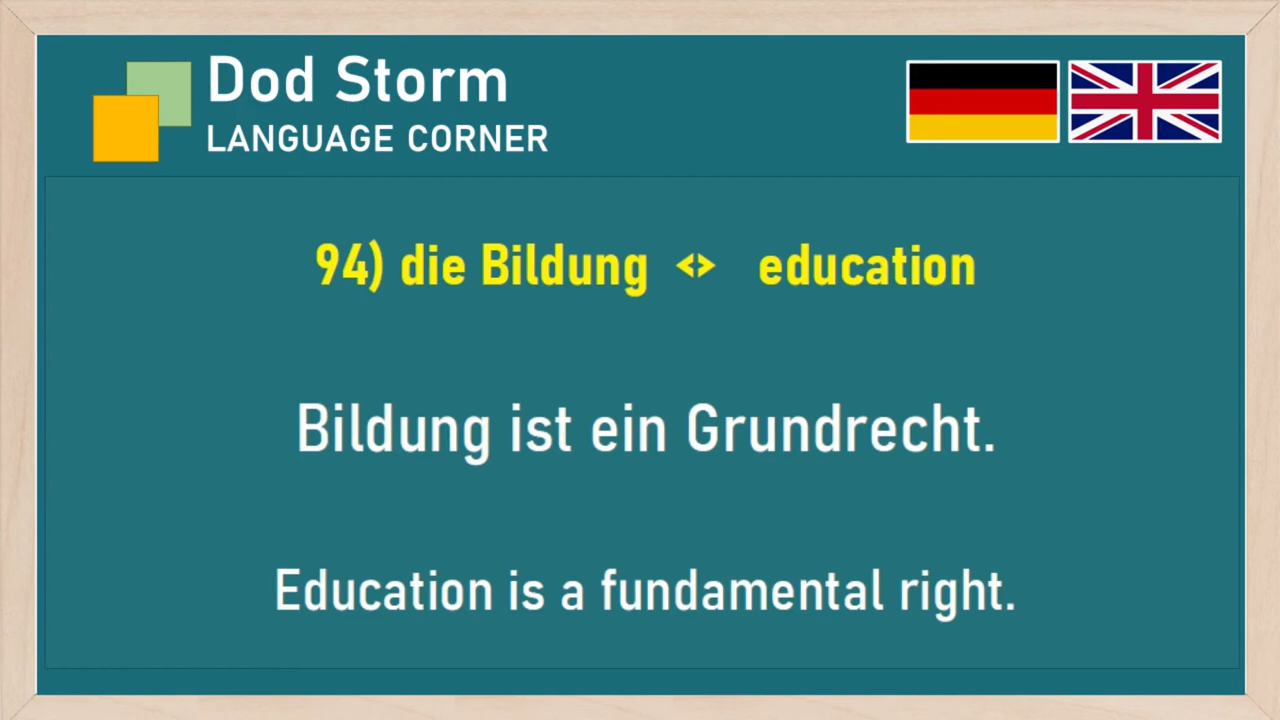 Dod Storm
LANGUAGE CORNER
94) die Bildung <> education
Bildung ist ein Grundrecht.
Education is a fundamental right.